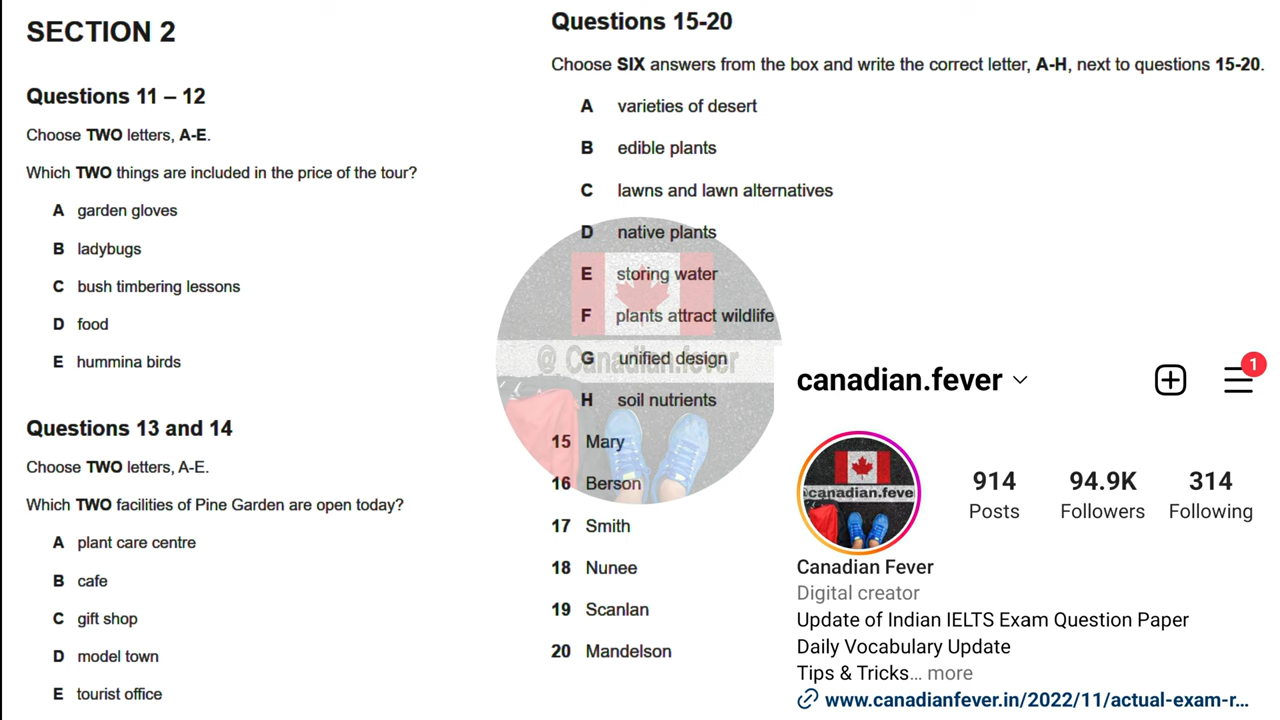 SECTION 2
Questions 11 – 12
Choose TWO letters, A-E.
Which TWO things are included in the price of the tour?
A garden gloves
B ladybugs
C bush timbering lessons
D food
E hummina birds
Questions 13 and 14
Choose TWO letters, A-E.
Which TWO facilities of Pine Garden are open today?
A plant care centre
B cafe
C gift shop
D model town
E tourist office
Questions 15-20
Choose SIX answers from the box and write the correct letter, A-H, next to questions 15-20.
A varieties of desert
B edible plants
C lawns and lawn alternatives
D native plants
E storing water
F plants attract wildlife
G unified design
H soil nutrients
@ Canadian.fever
15 Mary
16 Berson
17 Smith
18 Nunee
19 Scanlan
20 Mandelson
canadian.fever
1
@canadian.feve
914 94.9K 314
Posts Followers Following
Canadian Fever
Digital creator
Update of Indian IELTS Exam Question Paper
Daily Vocabulary Update
Tips & Tricks... more
www.canadianfever.in/2022/11/actual-exam-r...